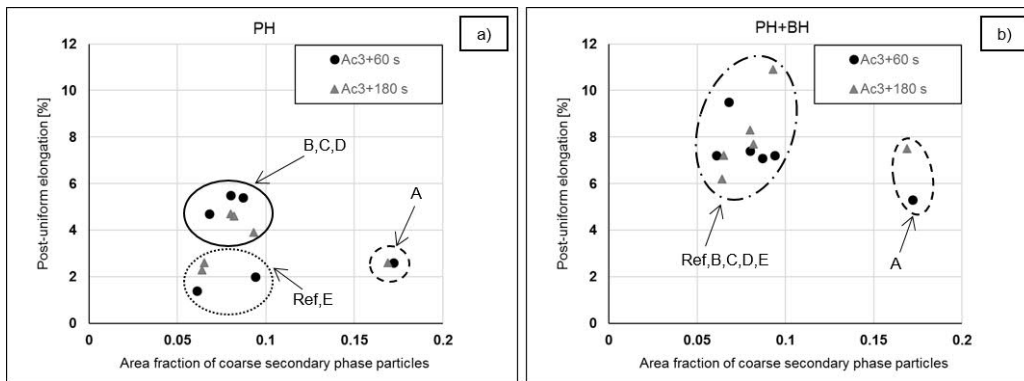 PH
a)
12
10
8
6
4
2
0
Post-uniform elongation [%]
Ac3+60 s
Ac3+180 s
B,C,D
A
Ref,E
0
0.05
0.1
0.15
0.2
Area fraction of coarse secondary phase particles
PH+BH
b)
12
10
8
6
4
2
0
Post-uniform elongation [%]
Ac3+60 s
Ac3+180 s
Ref,B,C,D,E
A
0
0.05
0.1
0.15
0.2
Area fraction of coarse secondary phase particles